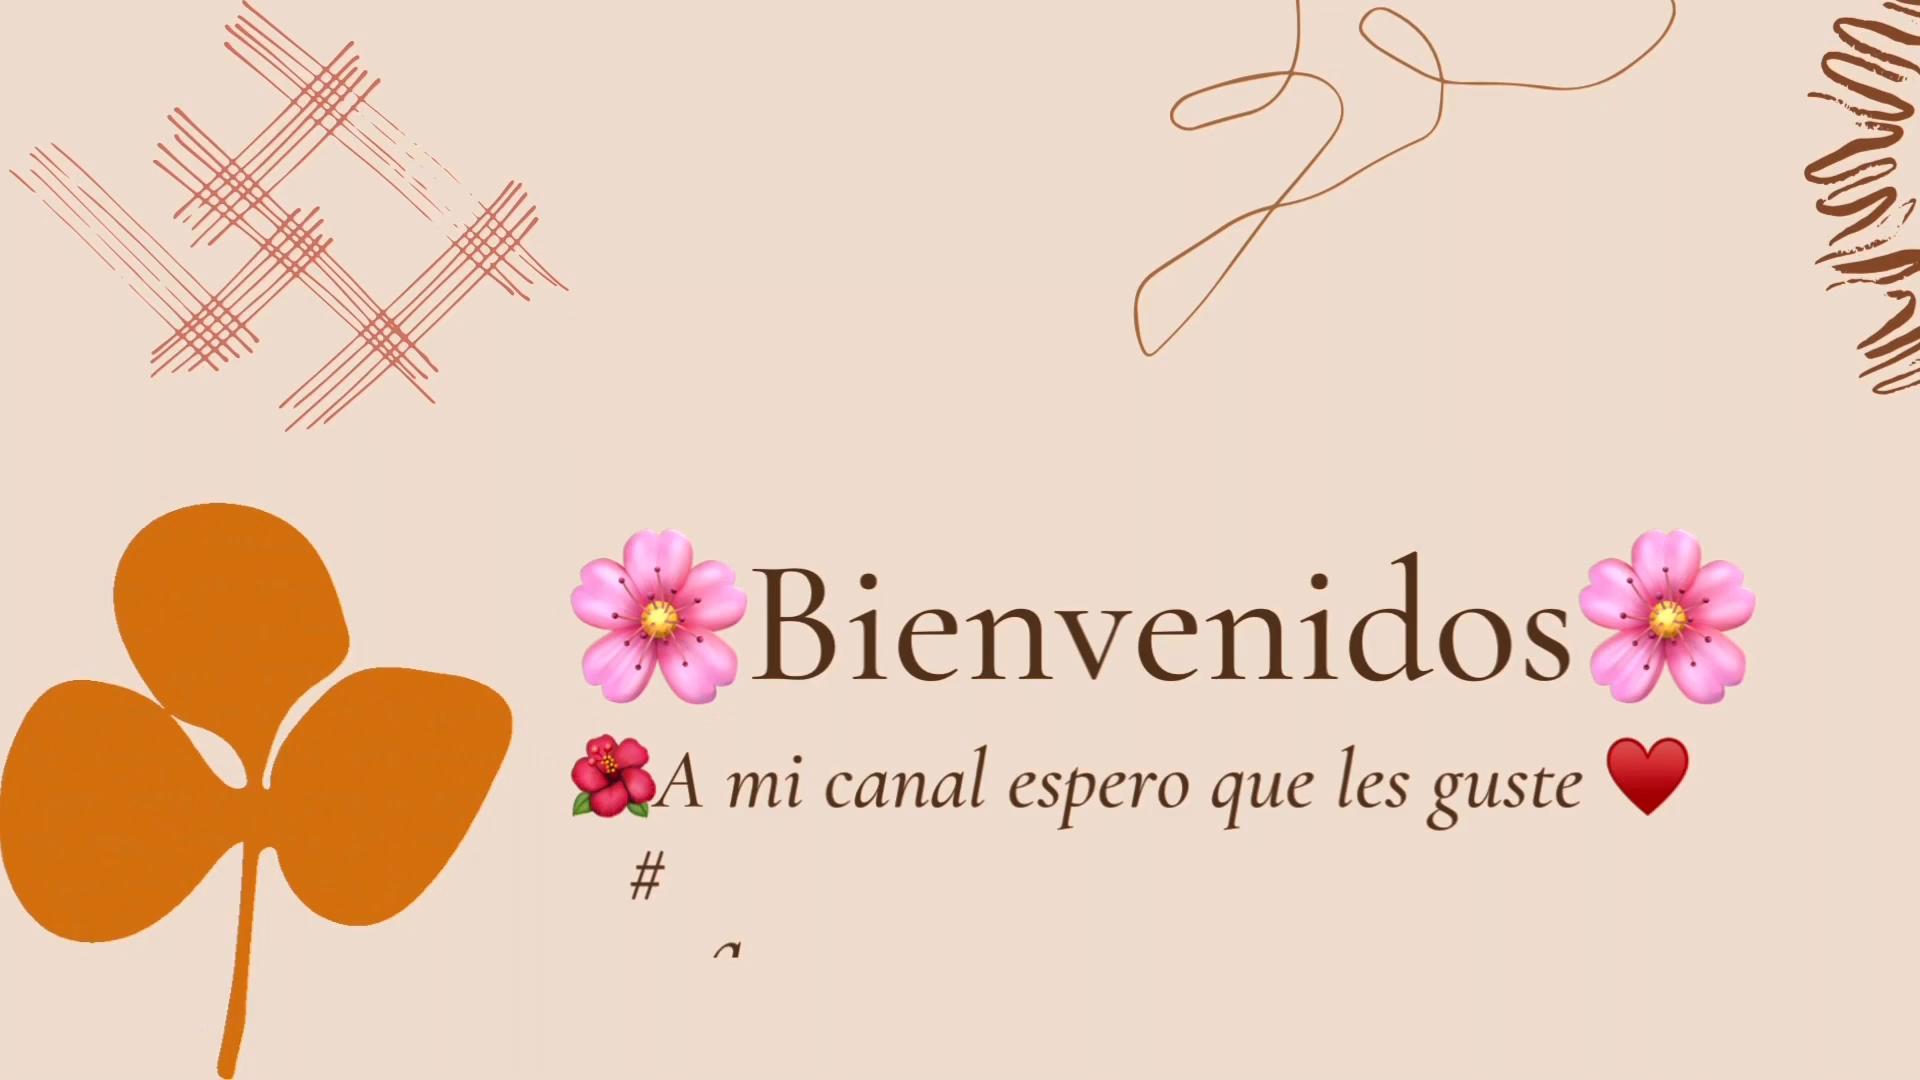 🌸Bienvenidos🌸
🌺A mi canal espero que les guste ♥️
#